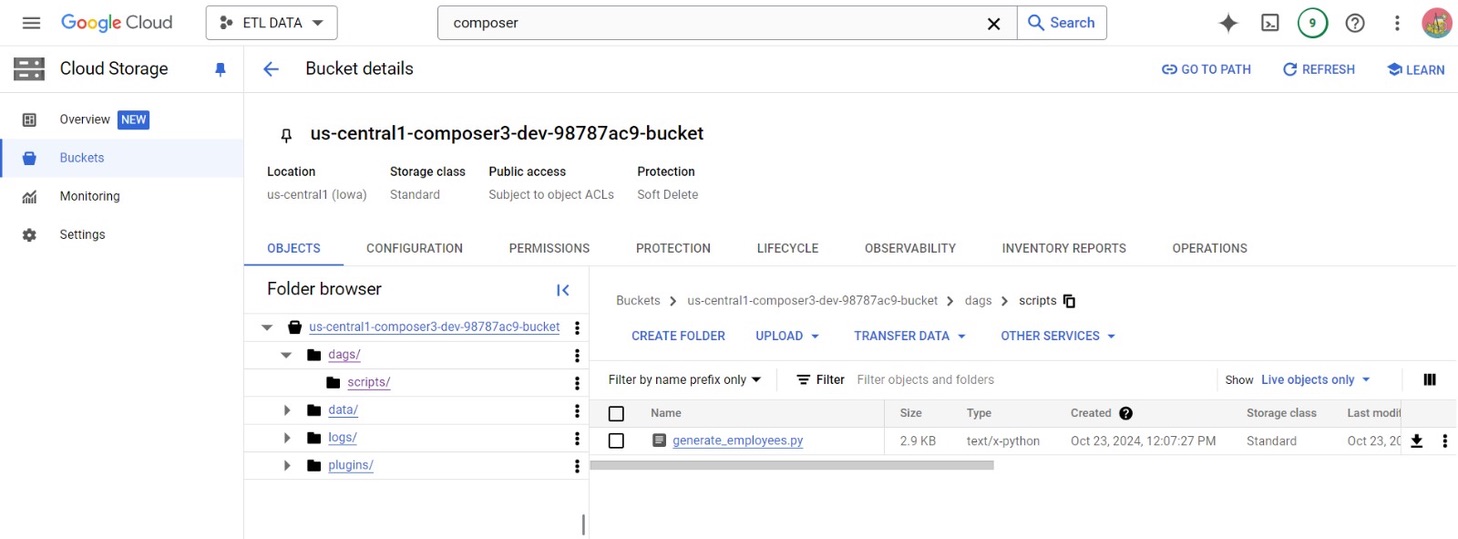 Google Cloud
ETL DATA
composer
Search
9
Cloud Storage
Bucket details
GO TO PATH
REFRESH
LEARN
Overview NEW
Buckets
Monitoring
Settings
us-central1-composer3-dev-98787ac9-bucket
Location Storage class Public access Protection
us-central1 (Iowa) Standard Subject to object ACLs Soft Delete
OBJECTS CONFIGURATION PERMISSIONS PROTECTION LIFECYCLE OBSERVABILITY INVENTORY REPORTS OPERATIONS
Folder browser
us-central1-composer3-dev-98787ac9-bucket
dags/
scripts/
data/
logs/
plugins/
Buckets > us-central1-composer3-dev-98787ac9-bucket > dags > scripts
CREATE FOLDER UPLOAD TRANSFER DATA OTHER SERVICES
Filter by name prefix only Filter Filter objects and folders Show Live objects only
Name Size Type Created Storage class Last modif
generate_employees.py 2.9 KB text/x-python Oct 23, 2024, 12:07:27 PM Standard Oct 23, 20